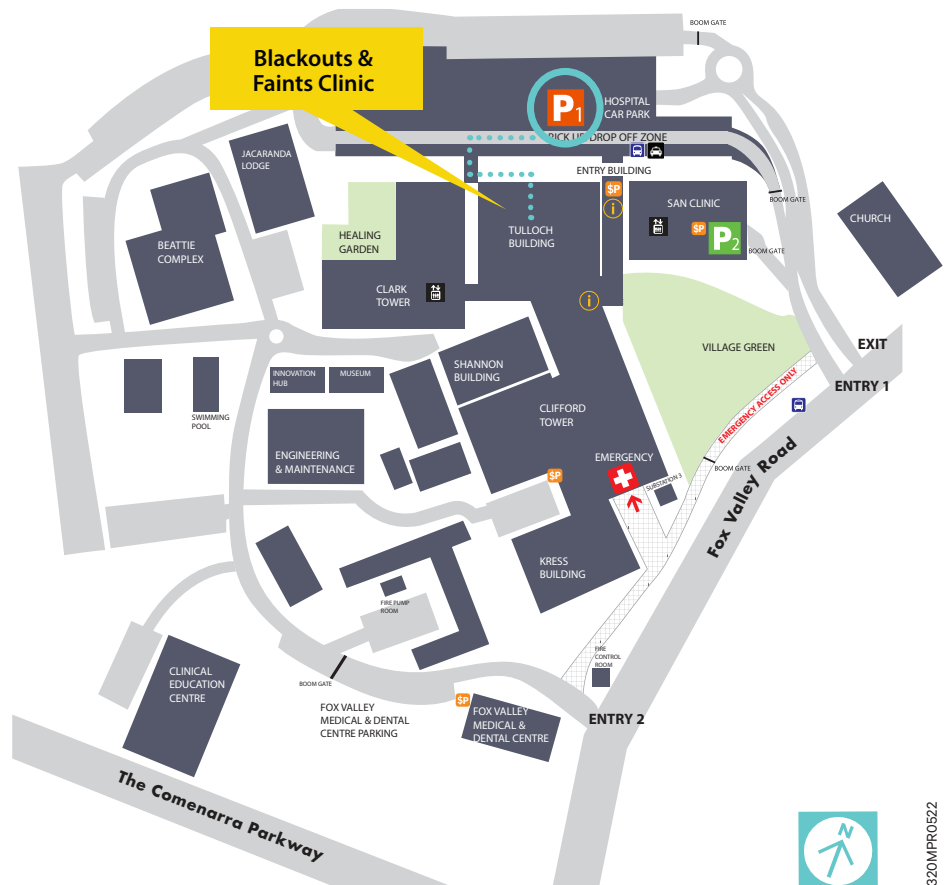 BOOM GATE
Blackouts &
Faints Clinic
P1
HOSPITAL
CAR PARK
PICK UP/DROP OFF ZONE
ENTRY BUILDING
JACARANDA
LODGE
$P
i
SAN CLINIC
$P
P2
BOOM GATE
BOOM GATE
CHURCH
BEATTIE
COMPLEX
HEALING
GARDEN
TULLOCH
BUILDING
CLARK
TOWER
i
VILLAGE GREEN
EXIT
ENTRY 1
EMERGENCY ACCESS ONLY
INNOVATION
HUB
MUSEUM
SHANNON
BUILDING
SWIMMING
POOL
CLIFFORD
TOWER
ENGINEERING
& MAINTENANCE
EMERGENCY
$P
SUBSTATION 3
BOOM GATE
Fox Valley Road
KRESS
BUILDING
FIRE PUMP
ROOM
FIRE
CONTROL
ROOM
CLINICAL
EDUCATION
CENTRE
BOOM GATE
FOX VALLEY
MEDICAL & DENTAL
CENTRE PARKING
$P
FOX VALLEY
MEDICAL &
DENTAL CENTRE
ENTRY 2
The Comenarra Parkway
N
320MPR0522